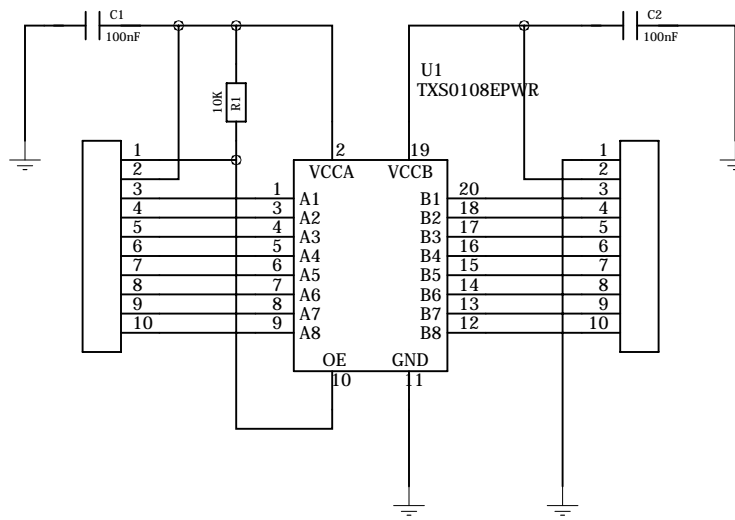 C1
100nF
C2
100nF
U1
TXS0108EPWR
10K
R1
1
2
3
4
5
6
7
8
9
10
2
19
VCCA
VCCB
1
A1
B1
20
3
A2
B2
18
4
A3
B3
17
5
A4
B4
16
6
A5
B5
15
7
A6
B6
14
8
A7
B7
13
9
A8
B8
12
OE
GND
10
11
1
2
3
4
5
6
7
8
9
10